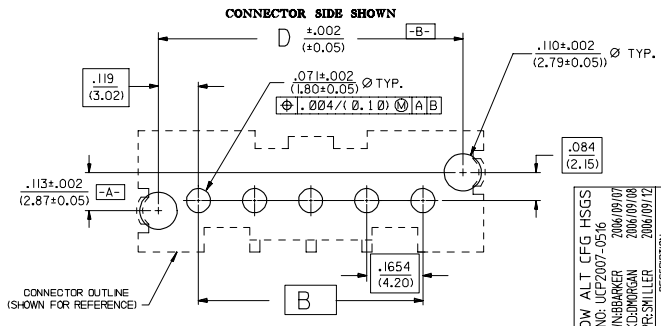 CONNECTOR SIDE SHOWN
D ±.002
(±0.05)
-B-
.110±.002
(2.79±0.05)) Ø TYP.
.119
(3.02)
.071±.002
(1.80±0.05) Ø TYP.
⌖ .004/(0.10) Ⓜ A B
.084
(2.15)
.113±.002
(2.87±0.05)
-A-
.1654
(4.20)
B
CONNECTOR OUTLINE
(SHOWN FOR REFERENCE)
OW ALT CFG HSGS
NO: UCP2007-0516
N:BBARKER 2006/09/07
D:DMORGAN 2006/09/08
R:SMILLER 2006/09/12